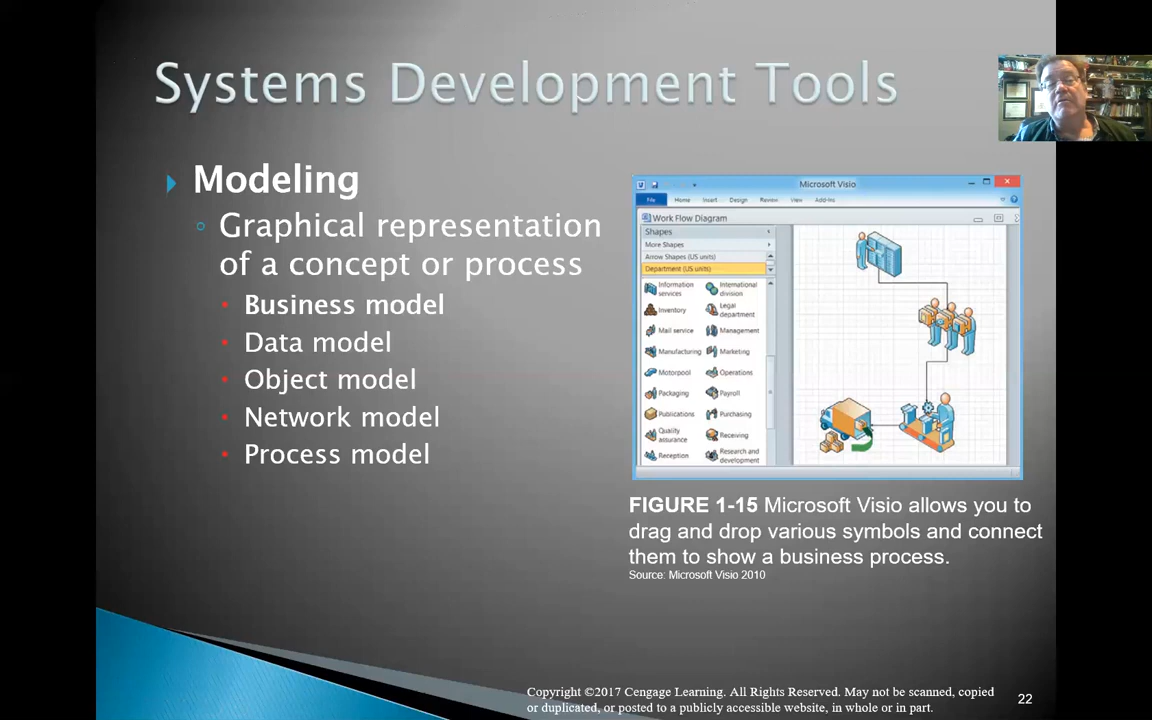 Systems Development Tools
Modeling
Graphical representation
of a concept or process
Business model
Data model
Object model
Network model
Process model
Microsoft Visio
File Home Insert Design Review View Add-Ins
Work Flow Diagram
Shapes
More Shapes
Arrow Shapes (US units)
Department (US units)
Information
services
International
division
Inventory
Legal
department
Mail service
Management
Manufacturing
Marketing
Motorpool
Operations
Packaging
Payroll
Publications
Purchasing
Quality
assurance
Receiving
Reception
Research and
development
FIGURE 1-15 Microsoft Visio allows you to
drag and drop various symbols and connect
them to show a business process.
Source: Microsoft Visio 2010
Copyright ©2017 Cengage Learning. All Rights Reserved. May not be scanned, copied
or duplicated, or posted to a publicly accessible website, in whole or in part.
22